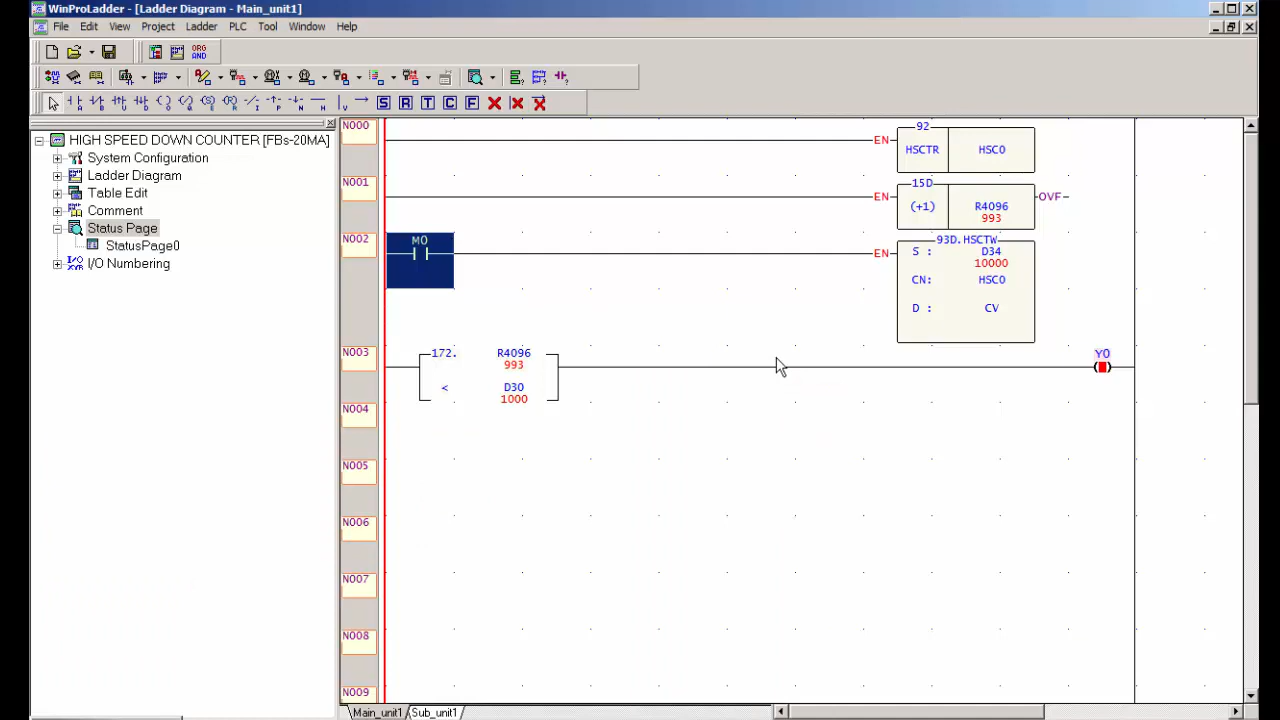 WinProLadder - [Ladder Diagram - Main_unit1]
File Edit View Project Ladder Tool PLC Window Help
ORG
AND
A B U D S R P N H V S R T C F
HIGH SPEED DOWN COUNTER [FBs-20MA]
System Configuration
Ladder Diagram
Table Edit
Comment
Status Page
StatusPage0
I/O Numbering
N000
EN
92
HSCTR HSC0
N001
EN
15D
(+1) R4096
993
OVF
N002
M0
EN
93D.HSCTW
S : D34
10000
CN: HSC0
D : CV
N003
172. R4096
993
< D30
1000
Y0
N004
N005
N006
N007
N008
N009
Main_unit1 Sub_unit1